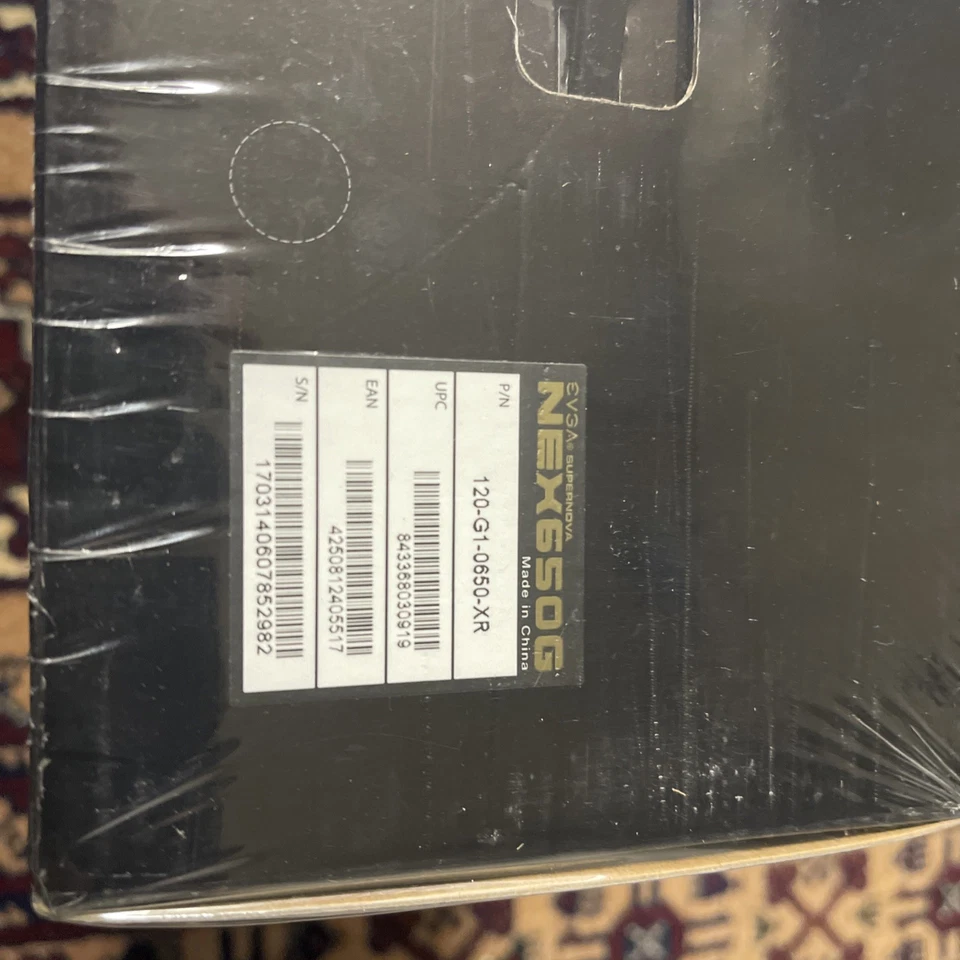 EVGA® SUPERNOVA
NEX650G
Made in China
P/N
120-G1-0650-XR
UPC
843368030919
EAN
4250812405517
S/N
1703140607852982